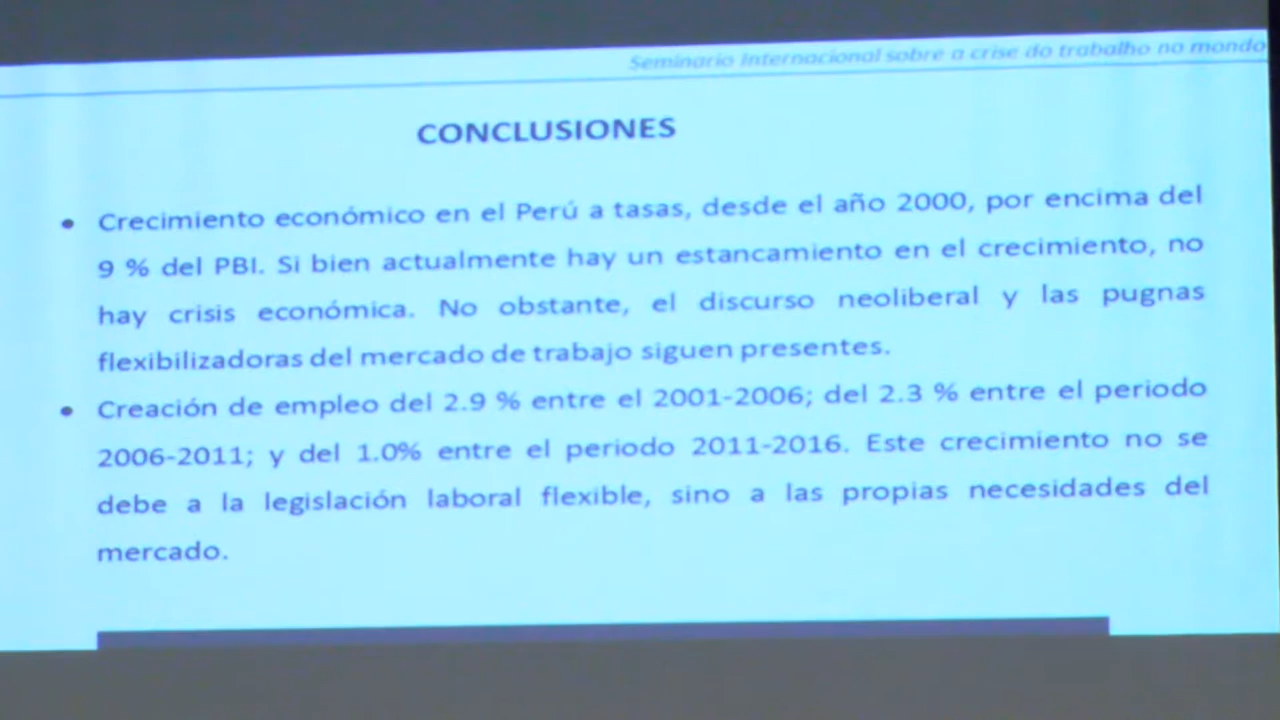 Seminario Internacional sobre a crise do trabalho no mondo
CONCLUSIONES
• Crecimiento económico en el Perú a tasas, desde el año 2000, por encima del
9 % del PBI. Si bien actualmente hay un estancamiento en el crecimiento, no
hay crisis económica. No obstante, el discurso neoliberal y las pugnas
flexibilizadoras del mercado de trabajo siguen presentes.
• Creación de empleo del 2.9 % entre el 2001-2006; del 2.3 % entre el periodo
2006-2011; y del 1.0% entre el periodo 2011-2016. Este crecimiento no se
debe a la legislación laboral flexible, sino a las propias necesidades del
mercado.